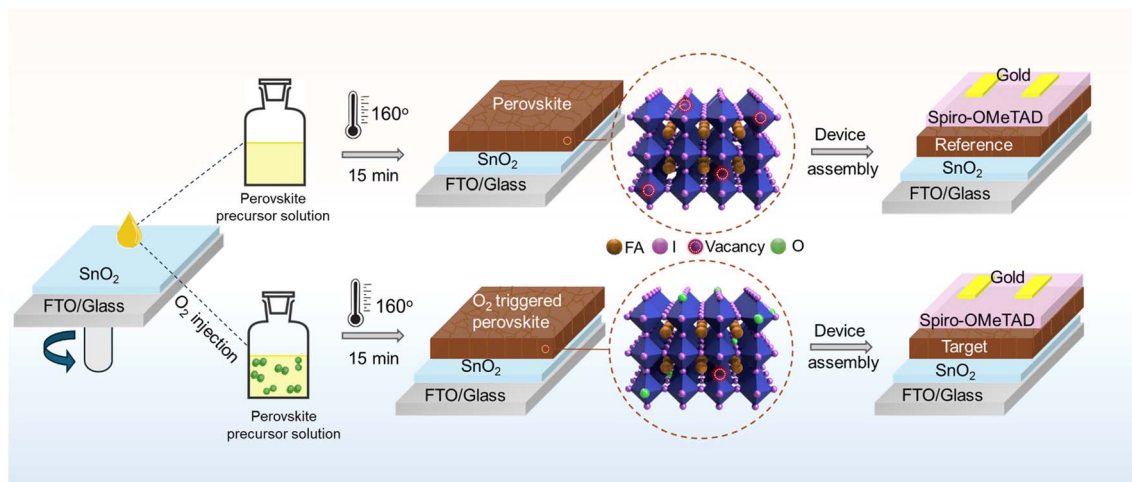 Perovskite
precursor solution
160°
15 min
Perovskite
SnO₂
FTO/Glass
Device
assembly
Gold
Spiro-OMeTAD
Reference
SnO₂
FTO/Glass
FA
I
Vacancy
O
SnO₂
FTO/Glass
O₂ injection
Perovskite
precursor solution
160°
15 min
O₂ triggered
perovskite
SnO₂
FTO/Glass
Device
assembly
Gold
Spiro-OMeTAD
Target
SnO₂
FTO/Glass